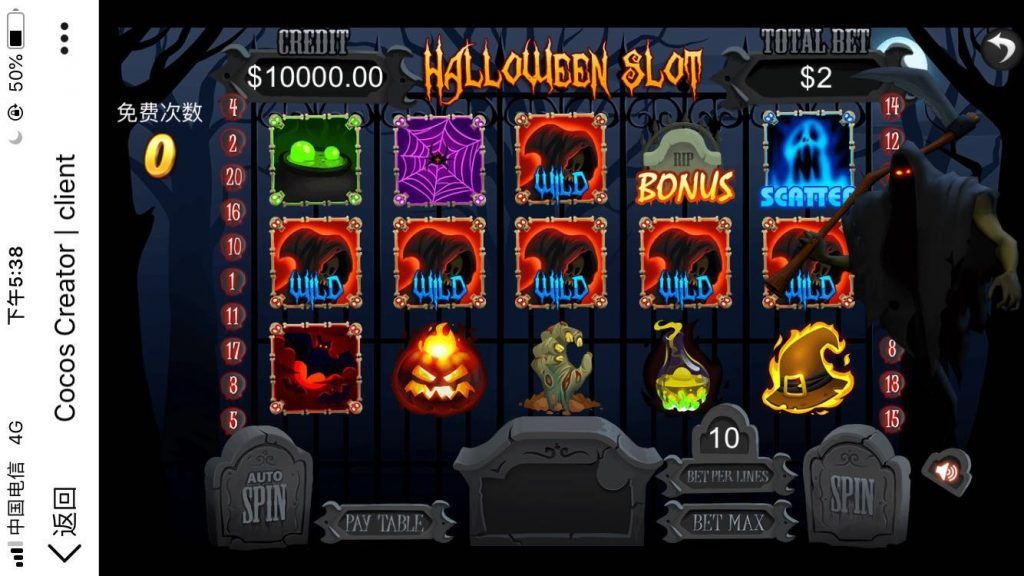 中国电信 4G
下午5:38
50%
返回
Cocos Creator | client
CREDIT
$10000.00
HALLOWEEN SLOT
TOTAL BET
$2
免费次数
0
4
2
20
16
10
1
11
17
3
5
WILD
RIP
BONUS
SCATTER
WILD
WILD
WILD
WILD
WILD
14
12
8
13
15
AUTO
SPIN
PAY TABLE
10
BET PER LINES
BET MAX
SPIN